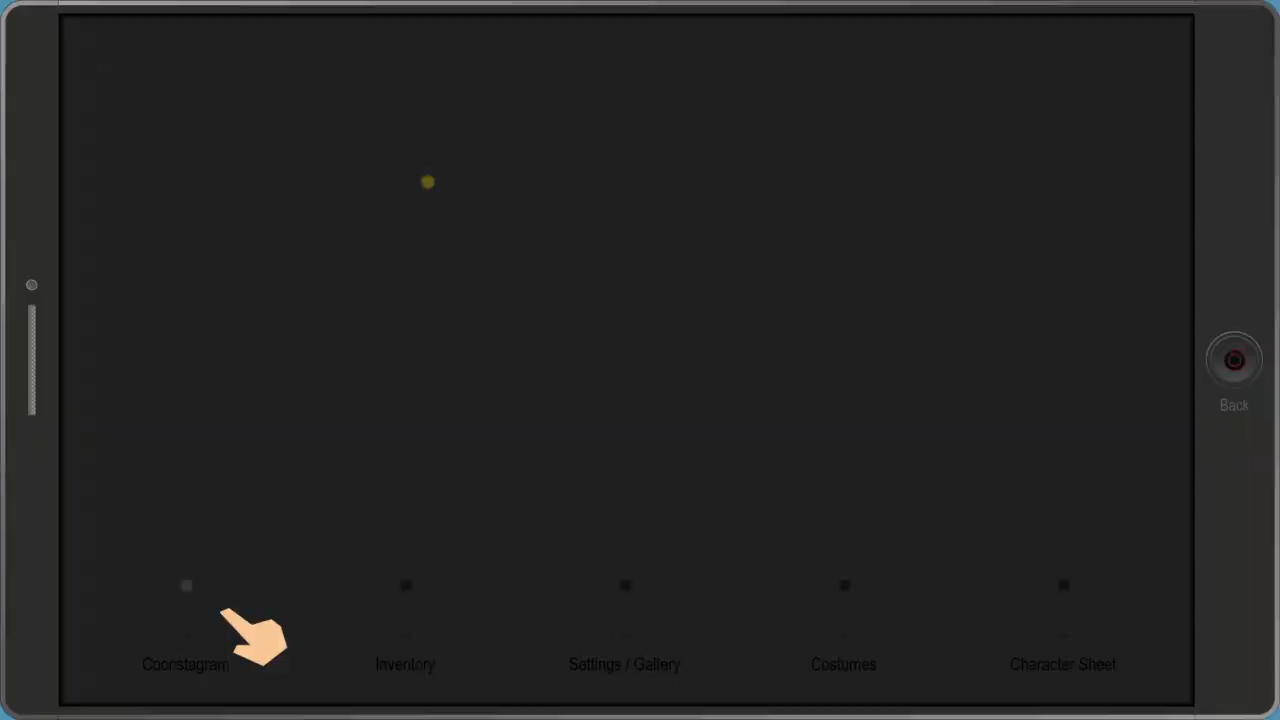 Back
Coonstagram
Inventory
Settings / Gallery
Costumes
Character Sheet